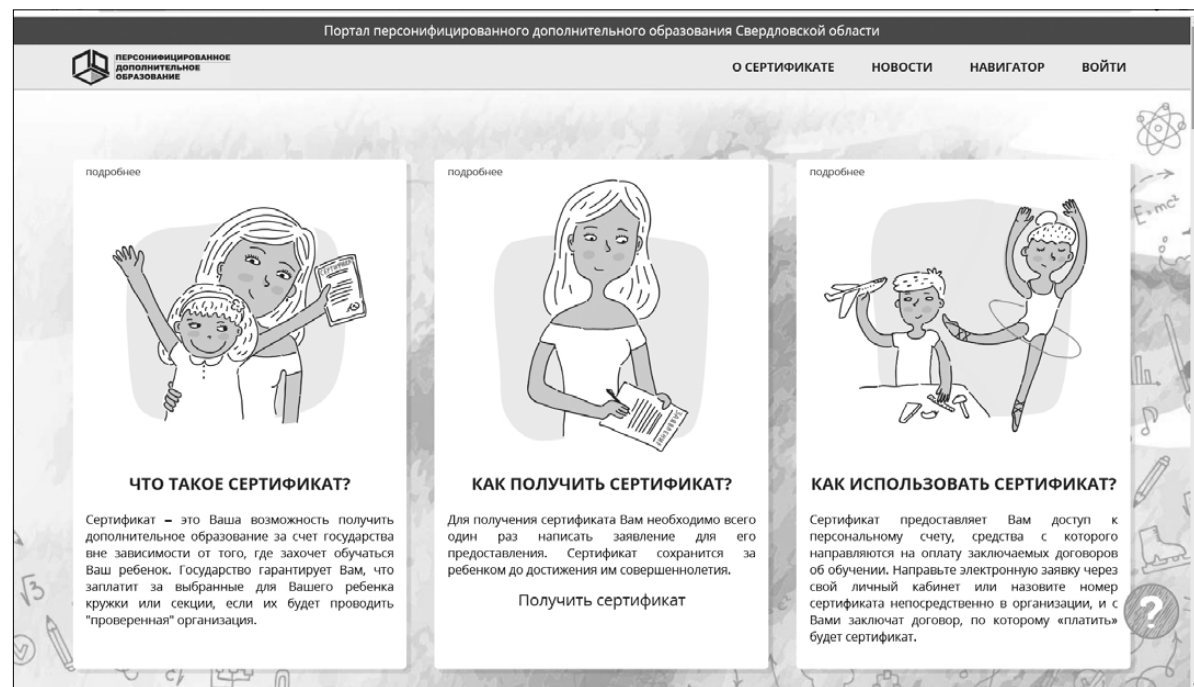 Портал персонифицированного дополнительного образования Свердловской области
ПЕРСОНИФИЦИРОВАННОЕ
ДОПОЛНИТЕЛЬНОЕ
ОБРАЗОВАНИЕ
О СЕРТИФИКАТЕ НОВОСТИ НАВИГАТОР ВОЙТИ
подробнее
СЕРТИФИКАТ
ЧТО ТАКОЕ СЕРТИФИКАТ?
Сертификат – это Ваша возможность получить
дополнительное образование за счет государства
вне зависимости от того, где захочет обучаться
Ваш ребенок. Государство гарантирует Вам, что
заплатит за выбранные для Вашего ребенка
кружки или секции, если их будет проводить
"проверенная" организация.
подробнее
КАК ПОЛУЧИТЬ СЕРТИФИКАТ?
Для получения сертификата Вам необходимо всего
один раз написать заявление для его
предоставления. Сертификат сохранится за
ребенком до достижения им совершеннолетия.
Получить сертификат
подробнее
КАК ИСПОЛЬЗОВАТЬ СЕРТИФИКАТ?
Сертификат предоставляет Вам доступ к
персональному счету, средства с которого
направляются на оплату заключаемых договоров
об обучении. Направьте электронную заявку через
свой личный кабинет или назовите номер
сертификата непосредственно в организации, и с
Вами заключат договор, по которому «платить»
будет сертификат.
E=mc²
√3
?